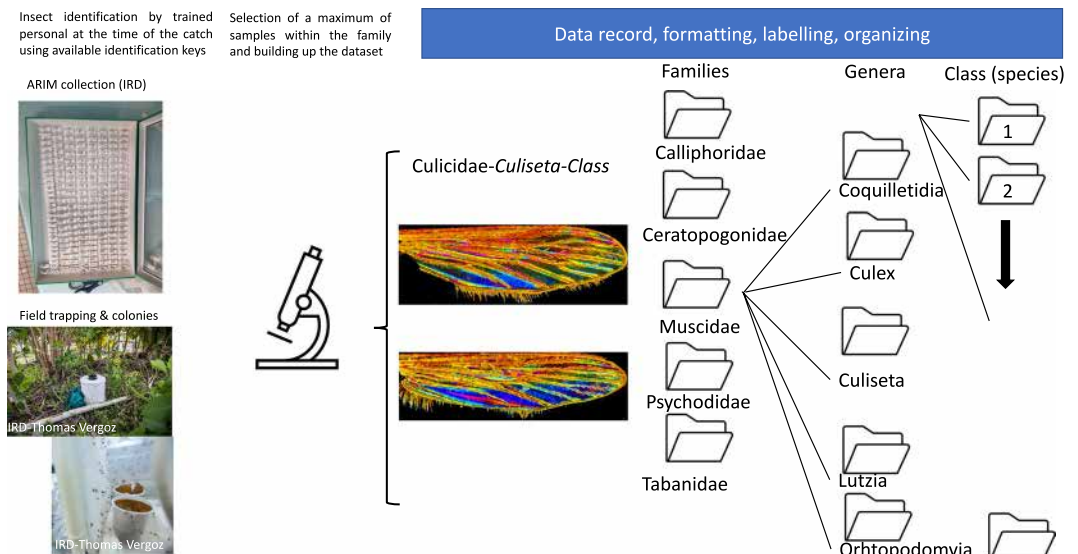 Insect identification by trained
personal at the time of the catch
using available identification keys
Selection of a maximum of
samples within the family
and building up the dataset
Data record, formatting, labelling, organizing
ARIM collection (IRD)
Field trapping & colonies
IRD-Thomas Vergoz
IRD-Thomas Vergoz
Culicidae-Culiseta-Class
Families
Calliphoridae
Ceratopogonidae
Muscidae
Psychodidae
Tabanidae
Genera
Coquilletidia
Culex
Culiseta
Lutzia
Orhtopodomyia
Class (species)
1
2